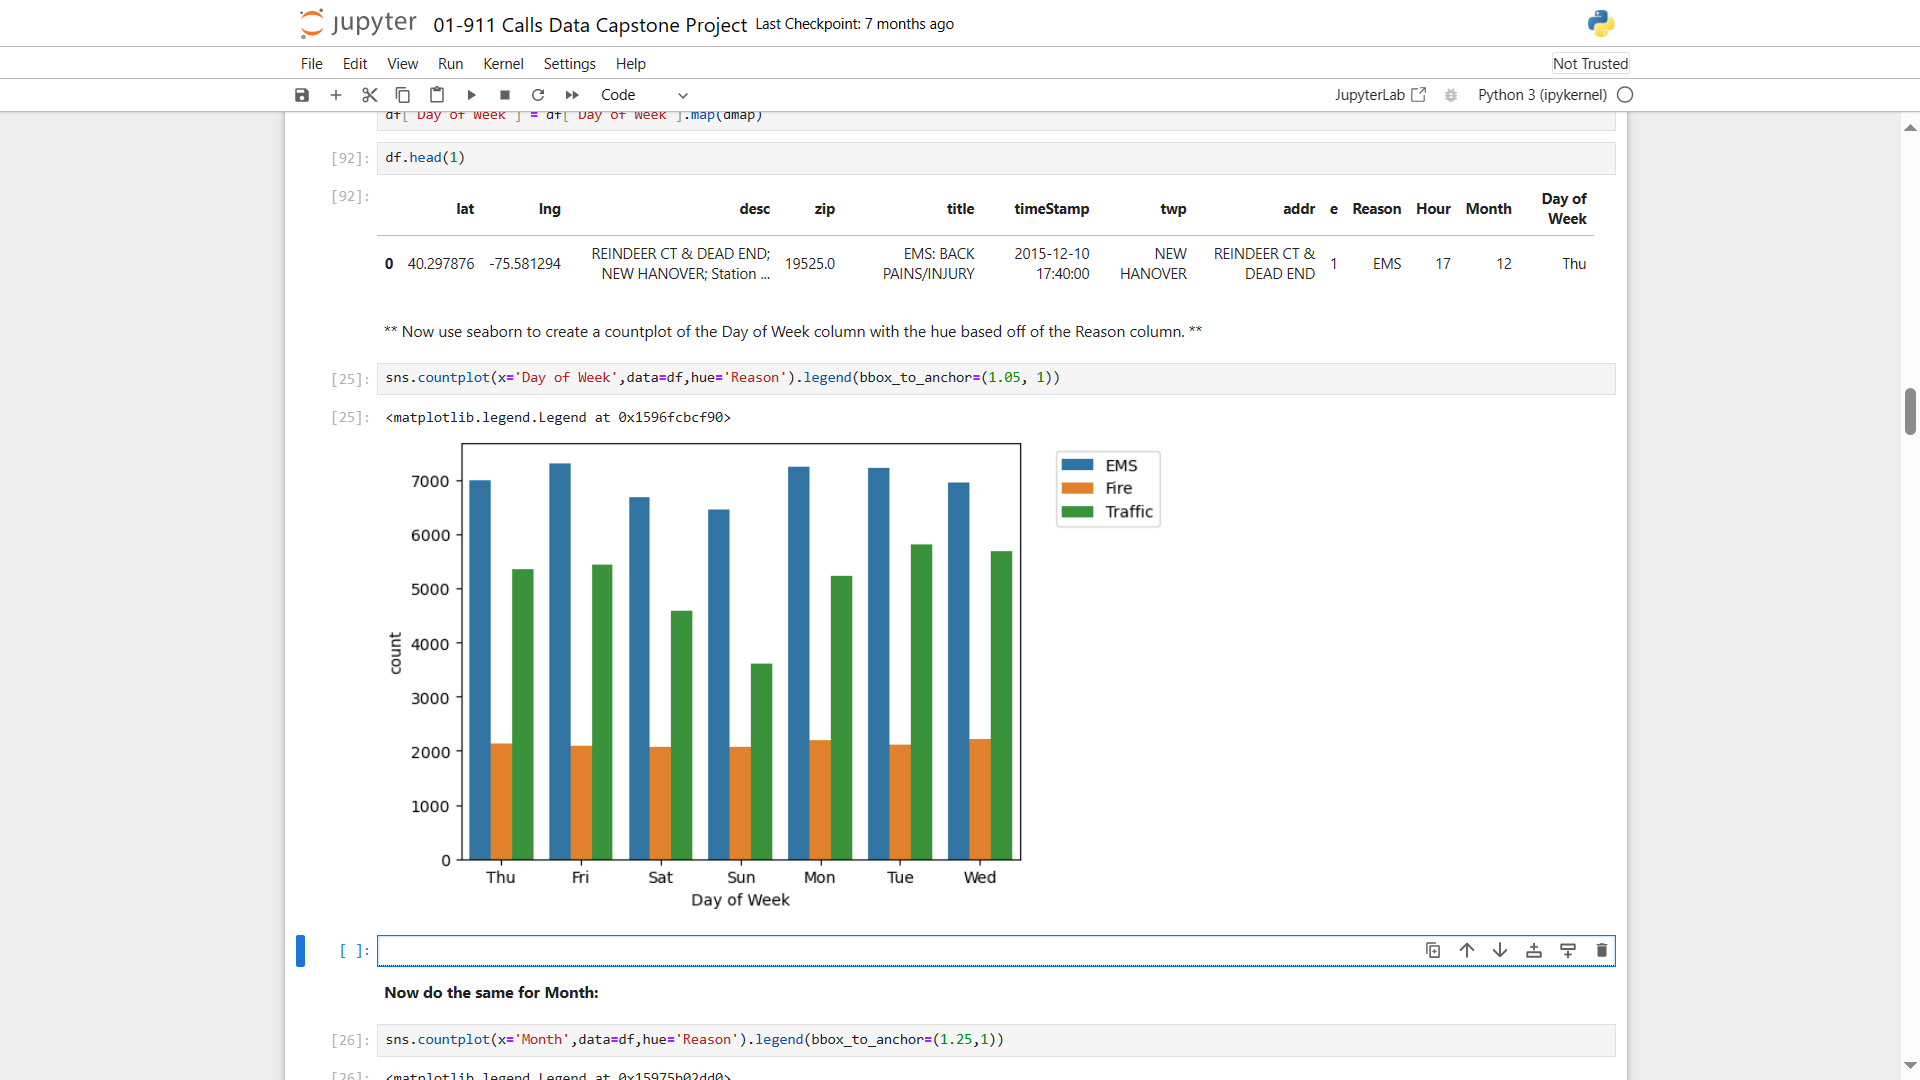 jupyter 01-911 Calls Data Capstone Project Last Checkpoint: 7 months ago
File Edit View Run Kernel Settings Help Not Trusted
Code JupyterLab Python 3 (ipykernel)
df['Day of Week'] = df['Day of Week'].map(dmap)
[92]: df.head(1)
[92]:
lat lng desc zip title timeStamp twp addr e Reason Hour Month Day of Week
0 40.297876 -75.581294 REINDEER CT & DEAD END; NEW HANOVER; Station ... 19525.0 EMS: BACK PAINS/INJURY 2015-12-10 17:40:00 NEW HANOVER REINDEER CT & DEAD END 1 EMS 17 12 Thu
** Now use seaborn to create a countplot of the Day of Week column with the hue based off of the Reason column. **
[25]: sns.countplot(x='Day of Week',data=df,hue='Reason').legend(bbox_to_anchor=(1.05, 1))
[25]: <matplotlib.legend.Legend at 0x1596fcbcf90>
EMS
Fire
Traffic
7000
6000
5000
4000
3000
2000
1000
0
count
Thu Fri Sat Sun Mon Tue Wed
Day of Week
[ ]:
Now do the same for Month:
[26]: sns.countplot(x='Month',data=df,hue='Reason').legend(bbox_to_anchor=(1.25,1))
[26]: <matplotlib.legend.Legend at 0x15975b02dd0>